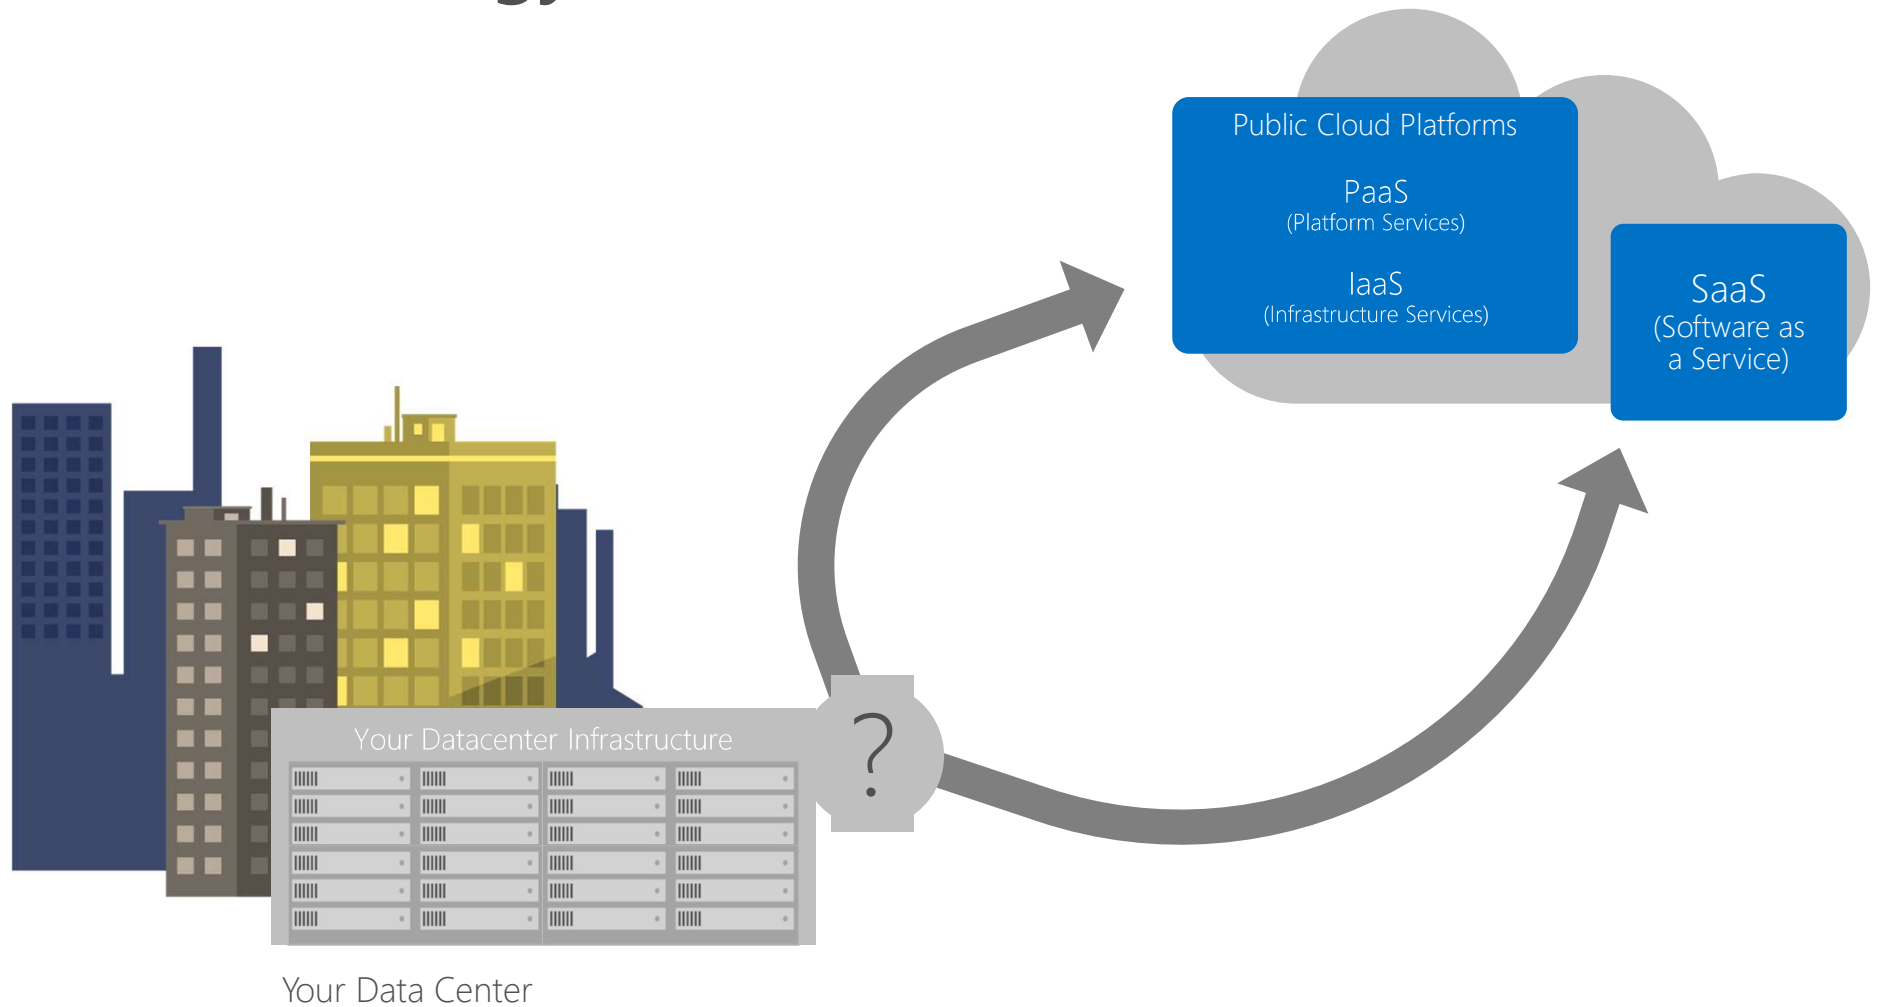 Public Cloud Platforms
PaaS
(Platform Services)
IaaS
(Infrastructure Services)
SaaS
(Software as
a Service)
Your Datacenter Infrastructure
?
Your Data Center